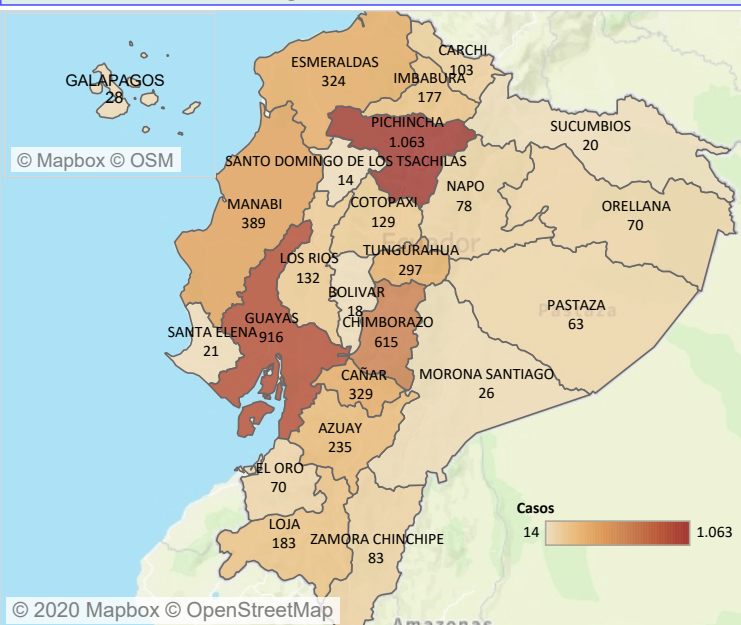 CARCHI
103
ESMERALDAS
324
GALAPAGOS
28
IMBABURA
177
PICHINCHA
1.063
SUCUMBIOS
20
© Mapbox © OSM
SANTO DOMINGO DE LOS TSACHILAS
14
NAPO
78
MANABI
389
COTOPAXI
129
ORELLANA
70
Ecuador
TUNGURAHUA
297
LOS RIOS
132
BOLIVAR
18
PASTAZA
63
Pastaza
GUAYAS
916
CHIMBORAZO
615
SANTA ELENA
21
CAÑAR
329
MORONA SANTIAGO
26
AZUAY
235
EL ORO
70
Casos
14
1.063
LOJA
183
ZAMORA CHINCHIPE
83
© 2020 Mapbox © OpenStreetMap
Amazonas